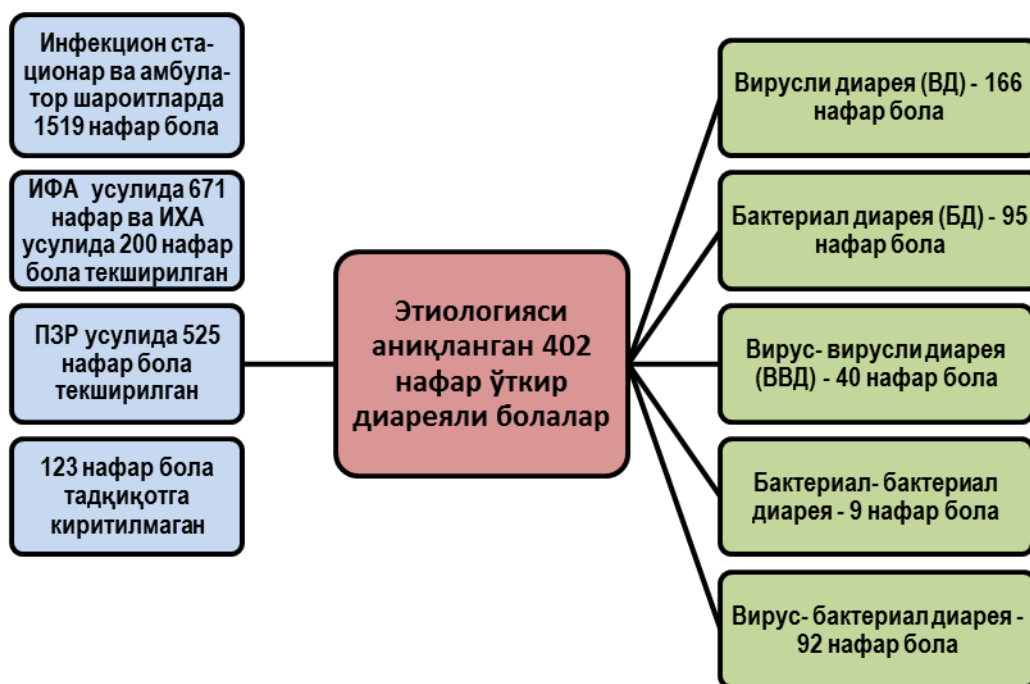 Инфекцион ста-
ционар ва амбула-
тор шароитларда
1519 нафар бола
ИФА усулида 671
нафар ва ИХА
усулида 200 нафар
бола текширилган
ПЗР усулида 525
нафар бола
текширилган
123 нафар бола
тадқиқотга
киритилмаган
Этиологияси
аниқланган 402
нафар ўткир
диареяли болалар
Вирусли диарея (ВД) - 166
нафар бола
Бактериал диарея (БД) - 95
нафар бола
Вирус- вирусли диарея
(ВВД) - 40 нафар бола
Бактериал- бактериал
диарея - 9 нафар бола
Вирус- бактериал диарея -
92 нафар бола